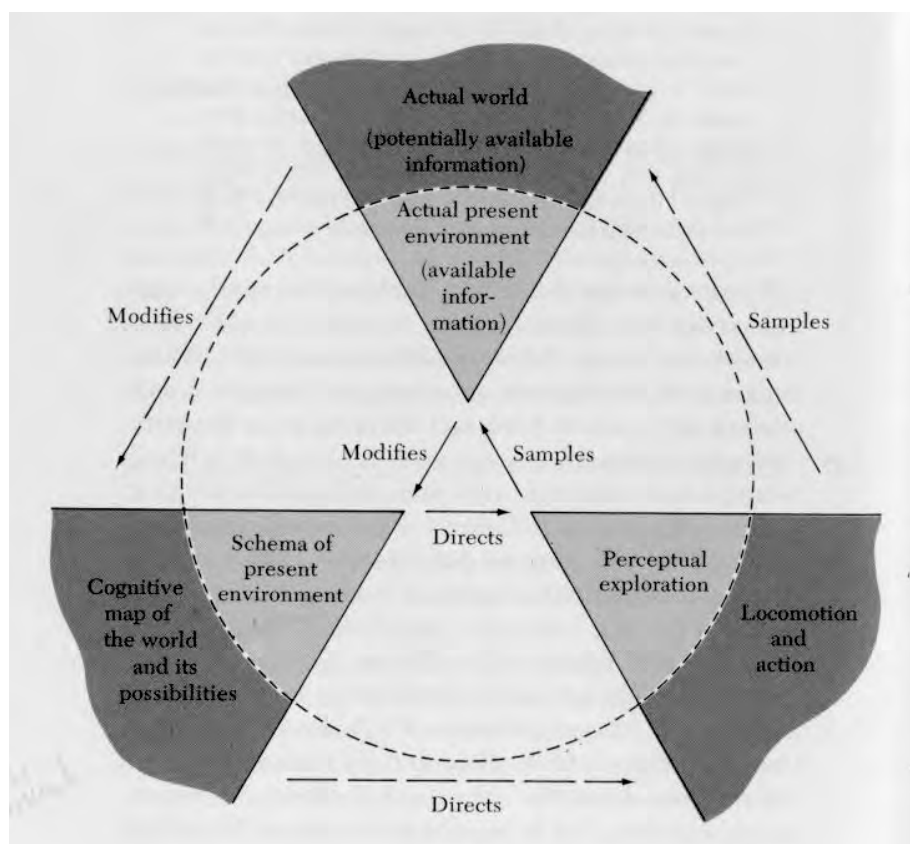 Actual world
(potentially available
information)
Actual present
environment
(available
infor-
mation)
Modifies
Samples
Modifies
Samples
Directs
Schema of
present
environment
Perceptual
exploration
Cognitive
map of
the world
and its
possibilities
Locomotion
and
action
Directs